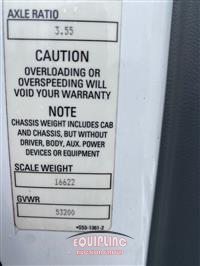 AXLE RATIO
3.55
CAUTION
OVERLOADING OR
OVERSPEEDING WILL
VOID YOUR WARRANTY
NOTE
CHASSIS WEIGHT INCLUDES CAB
AND CHASSIS, BUT WITHOUT
DRIVER, BODY, AUX. POWER
DEVICES OR EQUIPMENT
SCALE WEIGHT
16622
GVWR
53200
EQUIPLINQ